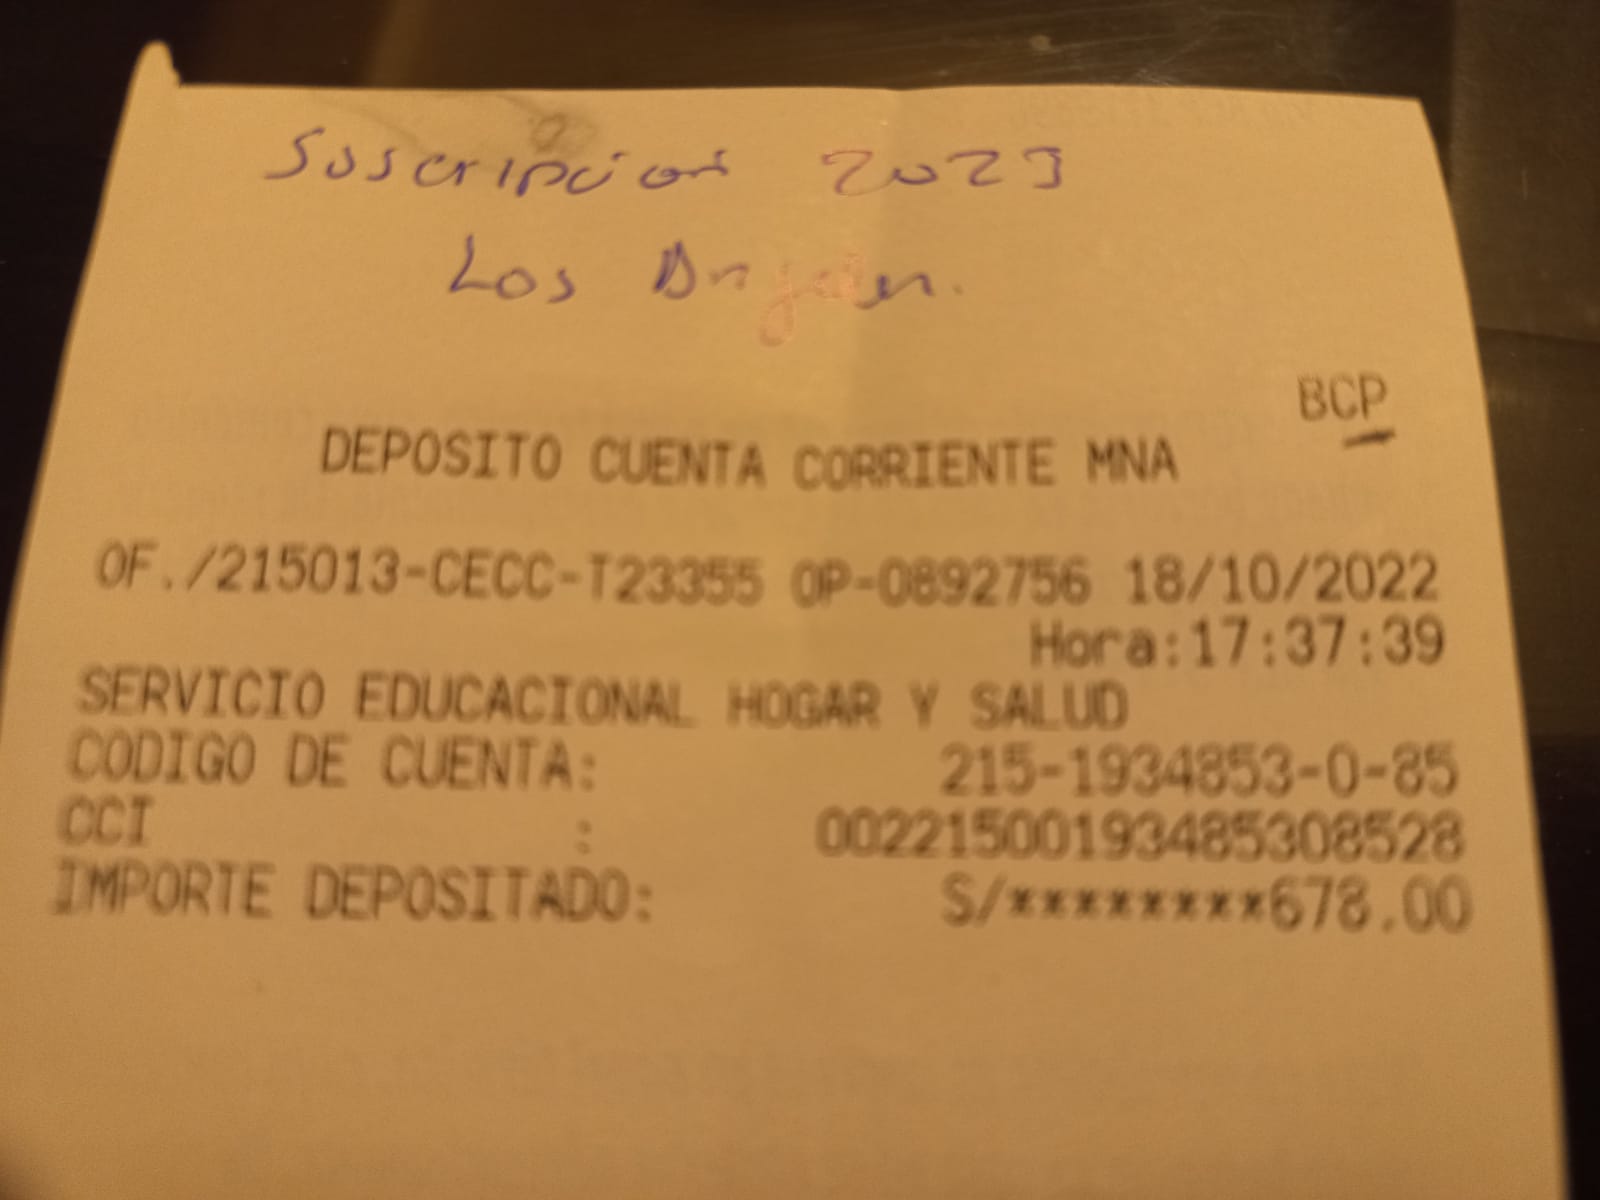 Suscripcion 2023
Los
BCP
DEPOSITO CUENTA CORRIENTE MNA
OF./215013-CECC-T23355 OP-0892756 18/10/2022
Hora:17:37:39
SERVICIO EDUCACIONAL HOGAR Y SALUD
CODIGO DE CUENTA: 215-1934853-0-85
CCI : 00221500193485308528
IMPORTE DEPOSITADO: S/********678.00